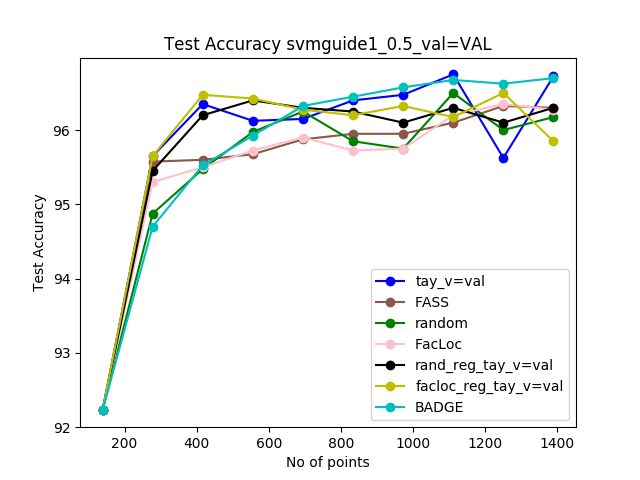 Test Accuracy svmguide1_0.5_val=VAL
Test Accuracy
96
95
94
93
92
200
400
600
800
1000
1200
1400
No of points
tay_v=val
FASS
random
FacLoc
rand_reg_tay_v=val
facloc_reg_tay_v=val
BADGE